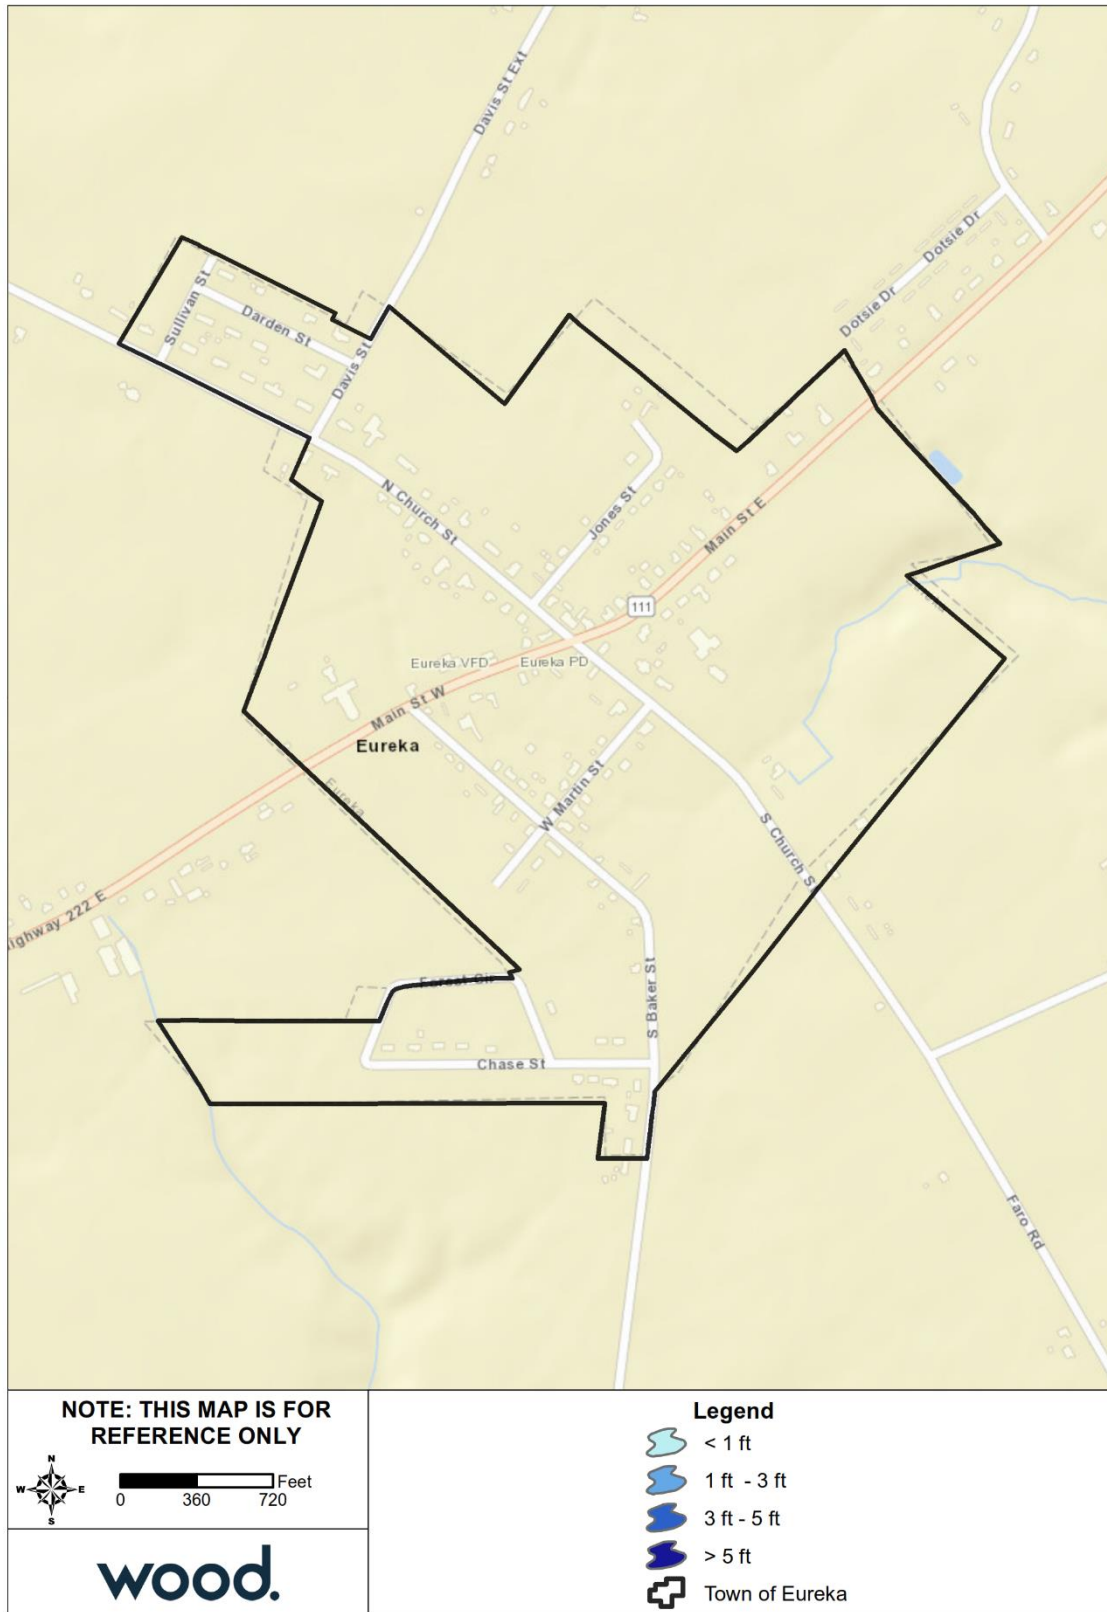 Davis St Ext
Dotsie Dr
Dotsie Dr
Sullivan St
Darden St
Davis St
N Church St
Jones St
Main St E
111
Eureka VFD
Eureka PD
Main St W
Eureka
Eureka
W Martin St
S Church S
Highway 222 E
Forest Cir
S Baker St
Chase St
Faro Rd
NOTE: THIS MAP IS FOR
REFERENCE ONLY
N
W E
S
Feet
0 360 720
wood.
Legend
< 1 ft
1 ft - 3 ft
3 ft - 5 ft
> 5 ft
Town of Eureka